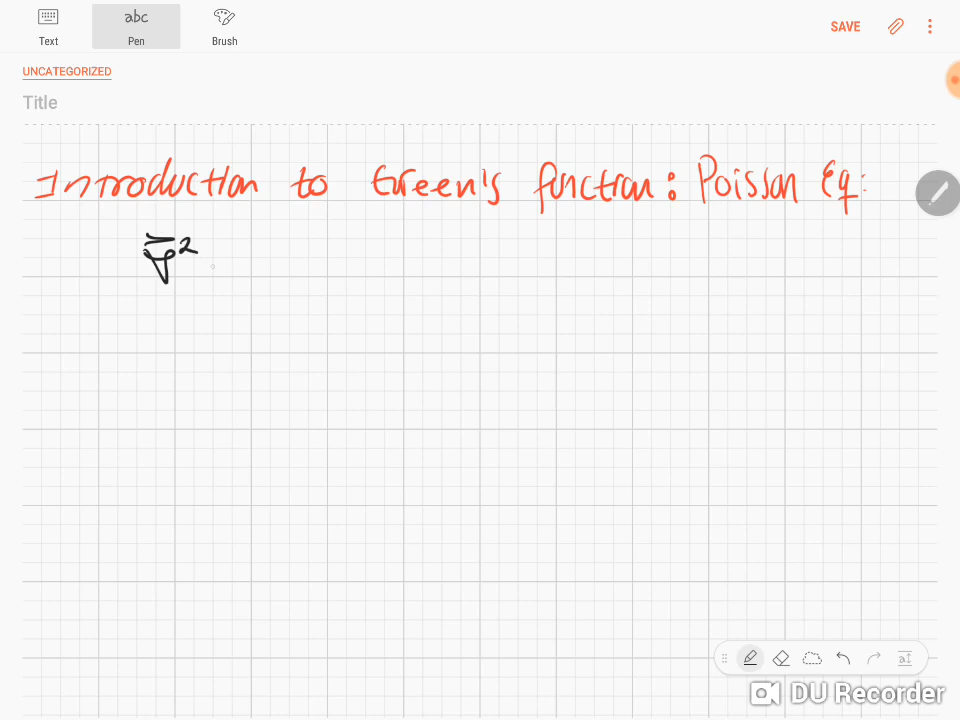 Text
abc
Pen
Brush
SAVE
UNCATEGORIZED
Title
Introduction to Green's function: Poisson Eq:
∇̅²
a
DU Recorder